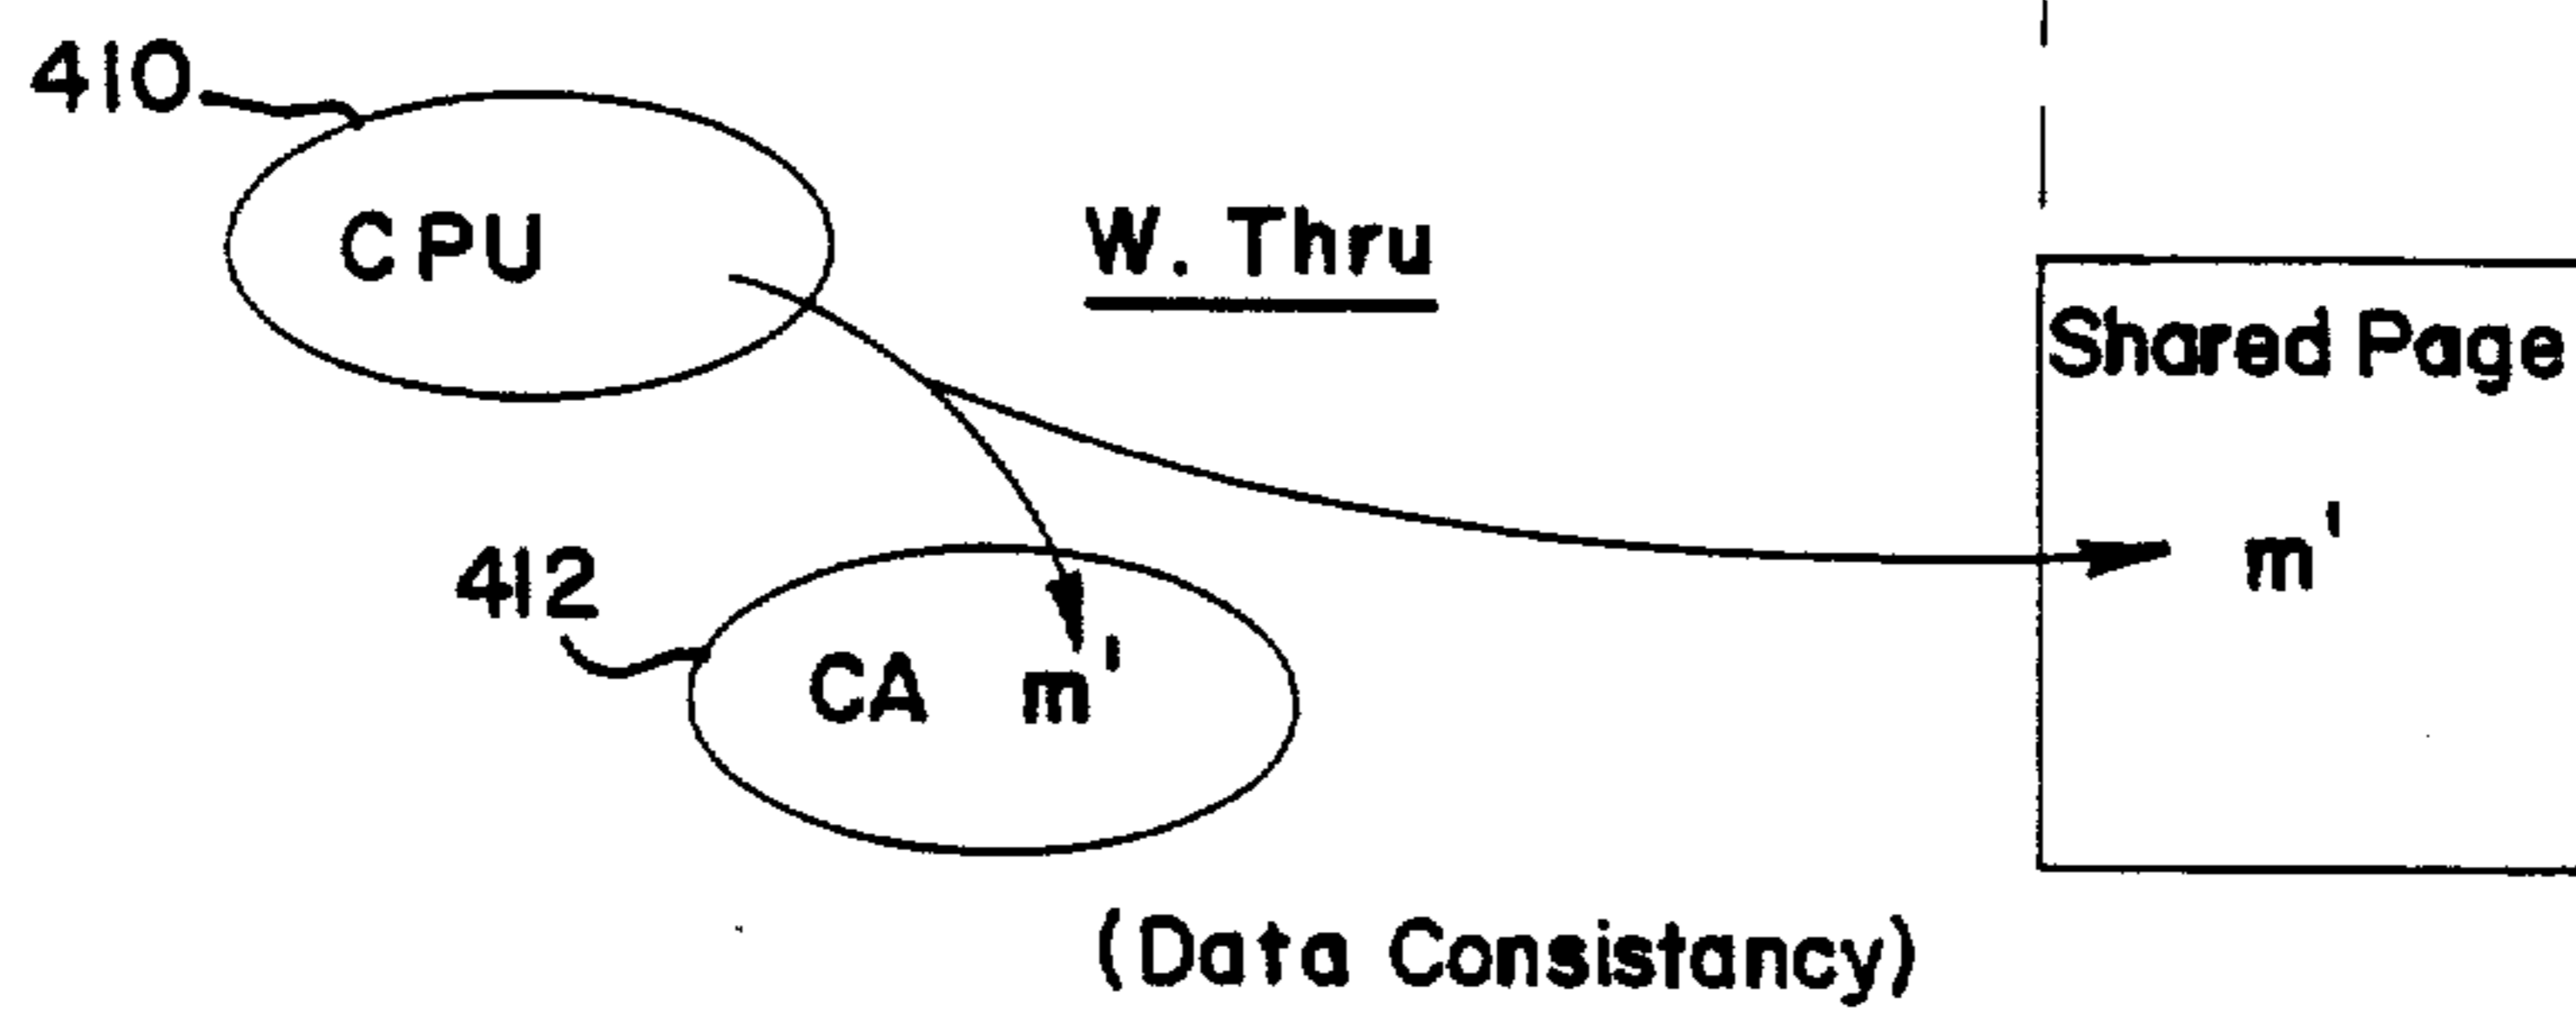 410
CPU
W. Thru
Shared Page
m'
412
CA m'
(Data Consistancy)